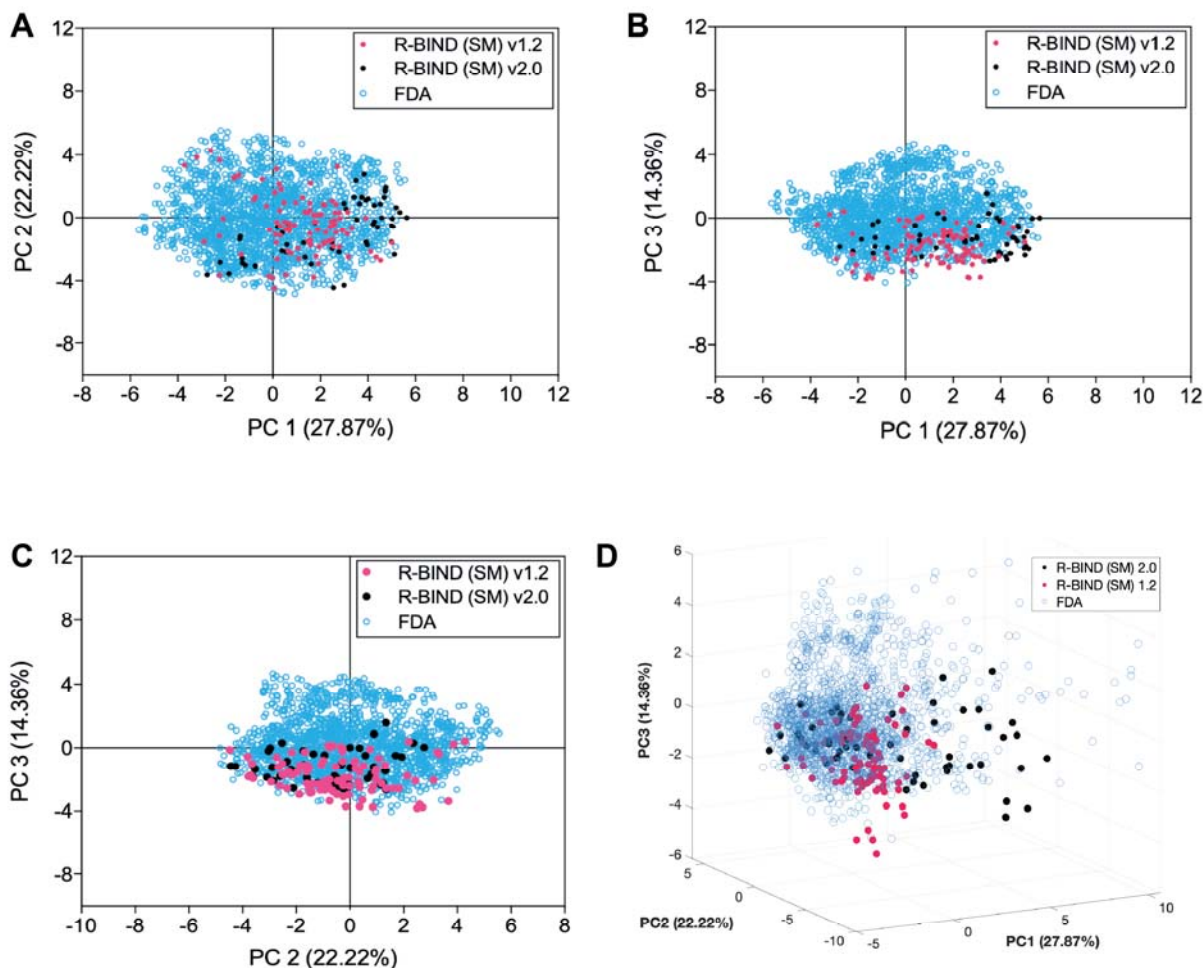 A
12
8
4
0
-4
-8
PC 2 (22.22%)
R-BIND (SM) v1.2
R-BIND (SM) v2.0
FDA
-8 -6 -4 -2 0 2 4 6 8 10 12
PC 1 (27.87%)
B
12
8
4
0
-4
-8
PC 3 (14.36%)
R-BIND (SM) v1.2
R-BIND (SM) v2.0
FDA
-8 -6 -4 -2 0 2 4 6 8 10 12
PC 1 (27.87%)
C
12
8
4
0
-4
-8
PC 3 (14.36%)
R-BIND (SM) v1.2
R-BIND (SM) v2.0
FDA
-10 -8 -6 -4 -2 0 2 4 6 8
PC 2 (22.22%)
D
6
4
2
0
-2
-4
-6
PC3 (14.36%)
R-BIND (SM) 2.0
R-BIND (SM) 1.2
FDA
5
0
-5
-10
PC2 (22.22%)
-5 0 5 10
PC1 (27.87%)